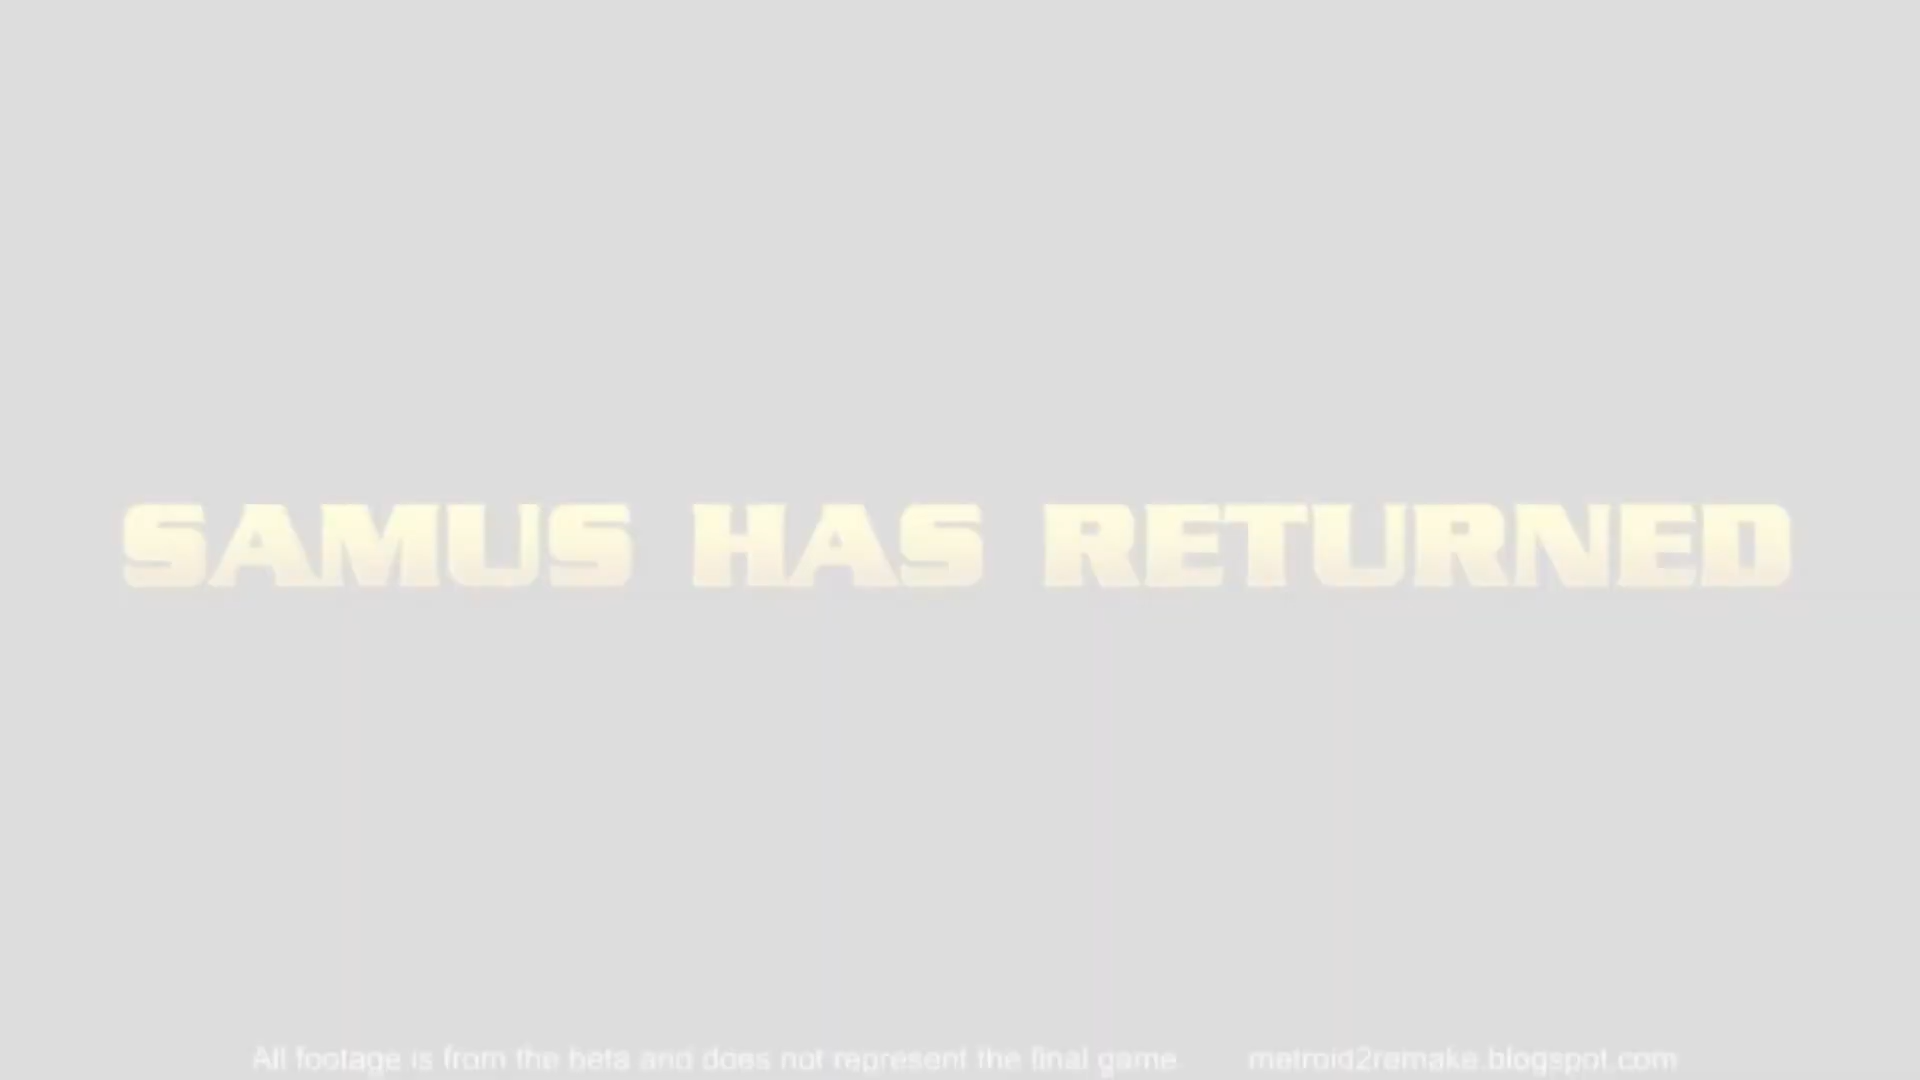 SAMUS HAS RETURNED
All footage is from the beta and does not represent the final game metroid2remake.blogspot.com